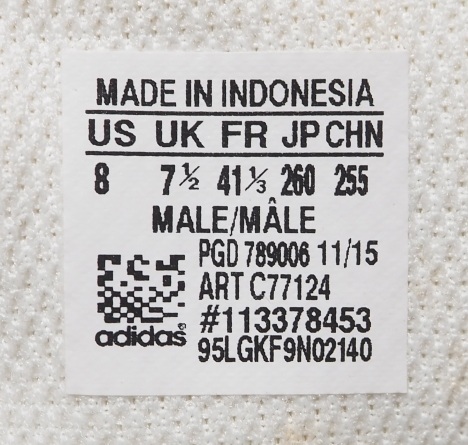 MADE IN INDONESIA
US UK FR JP CHN
8 7½ 41⅓ 260 255
MALE/MÂLE
PGD 789006 11/15
ART C77124
#113378453
adidas® 95LGKF9N02140